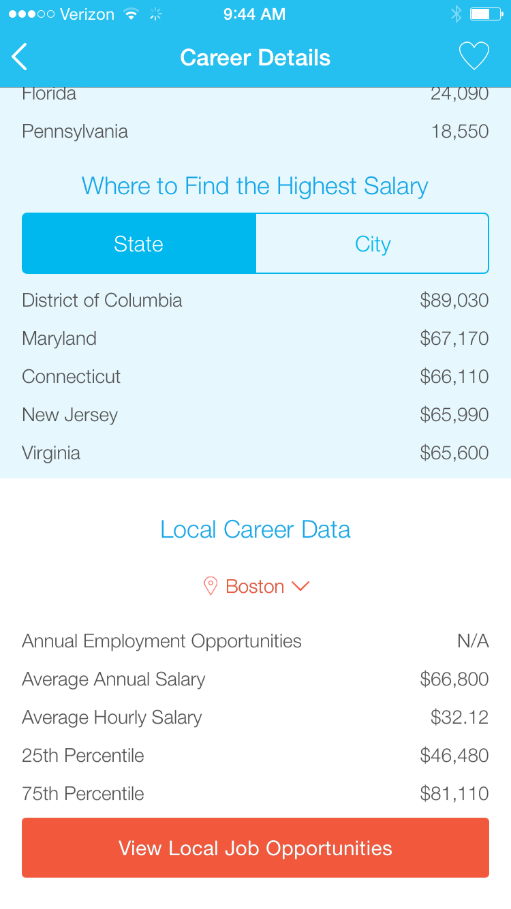 Verizon 9:44 AM
Career Details
Florida 24,090
Pennsylvania 18,550
Where to Find the Highest Salary
State City
District of Columbia $89,030
Maryland $67,170
Connecticut $66,110
New Jersey $65,990
Virginia $65,600
Local Career Data
Boston
Annual Employment Opportunities N/A
Average Annual Salary $66,800
Average Hourly Salary $32.12
25th Percentile $46,480
75th Percentile $81,110
View Local Job Opportunities